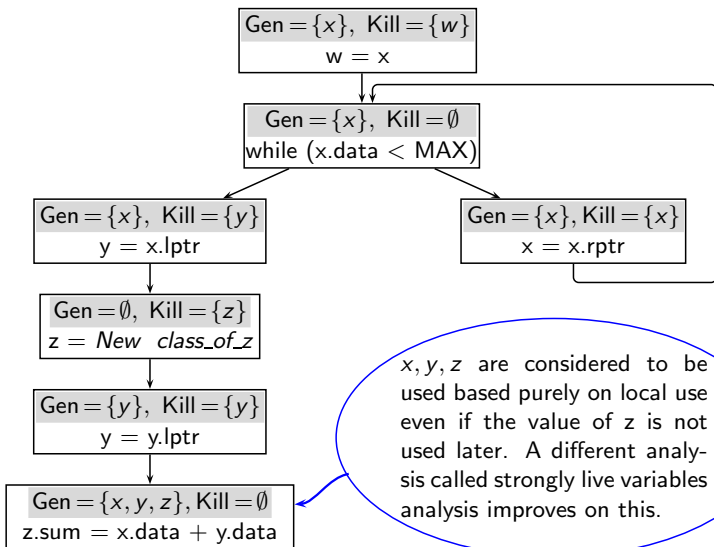 Gen = {x}, Kill = {w}
w = x
Gen = {x}, Kill = ∅
while (x.data < MAX)
Gen = {x}, Kill = {y}
y = x.lptr
Gen = {x}, Kill = {x}
x = x.rptr
Gen = ∅, Kill = {z}
z = New class_of_z
Gen = {y}, Kill = {y}
y = y.lptr
Gen = {x, y, z}, Kill = ∅
z.sum = x.data + y.data
x, y, z are considered to be
used based purely on local use
even if the value of z is not
used later. A different analy-
sis called strongly live variables
analysis improves on this.